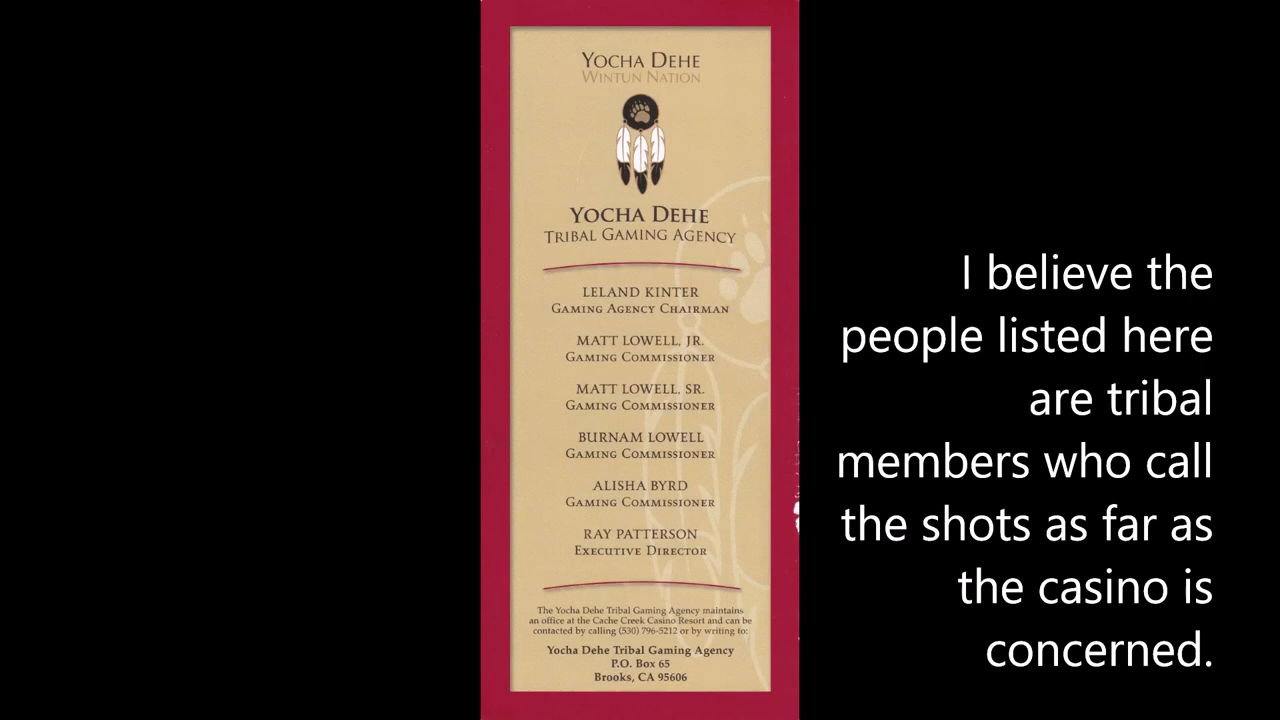 YOCHA DEHE
WINTUN NATION
YOCHA DEHE
TRIBAL GAMING AGENCY
LELAND KINTER
GAMING AGENCY CHAIRMAN
MATT LOWELL, JR.
GAMING COMMISSIONER
MATT LOWELL, SR.
GAMING COMMISSIONER
BURNAM LOWELL
GAMING COMMISSIONER
ALISHA BYRD
GAMING COMMISSIONER
RAY PATTERSON
EXECUTIVE DIRECTOR
The Yocha Dehe Tribal Gaming Agency maintains
an office at the Cache Creek Casino Resort and can be
contacted by calling (530) 796-5212 or by writing to:
Yocha Dehe Tribal Gaming Agency
P.O. Box 65
Brooks, CA 95606
I believe the
people listed here
are tribal
members who call
the shots as far as
the casino is
concerned.